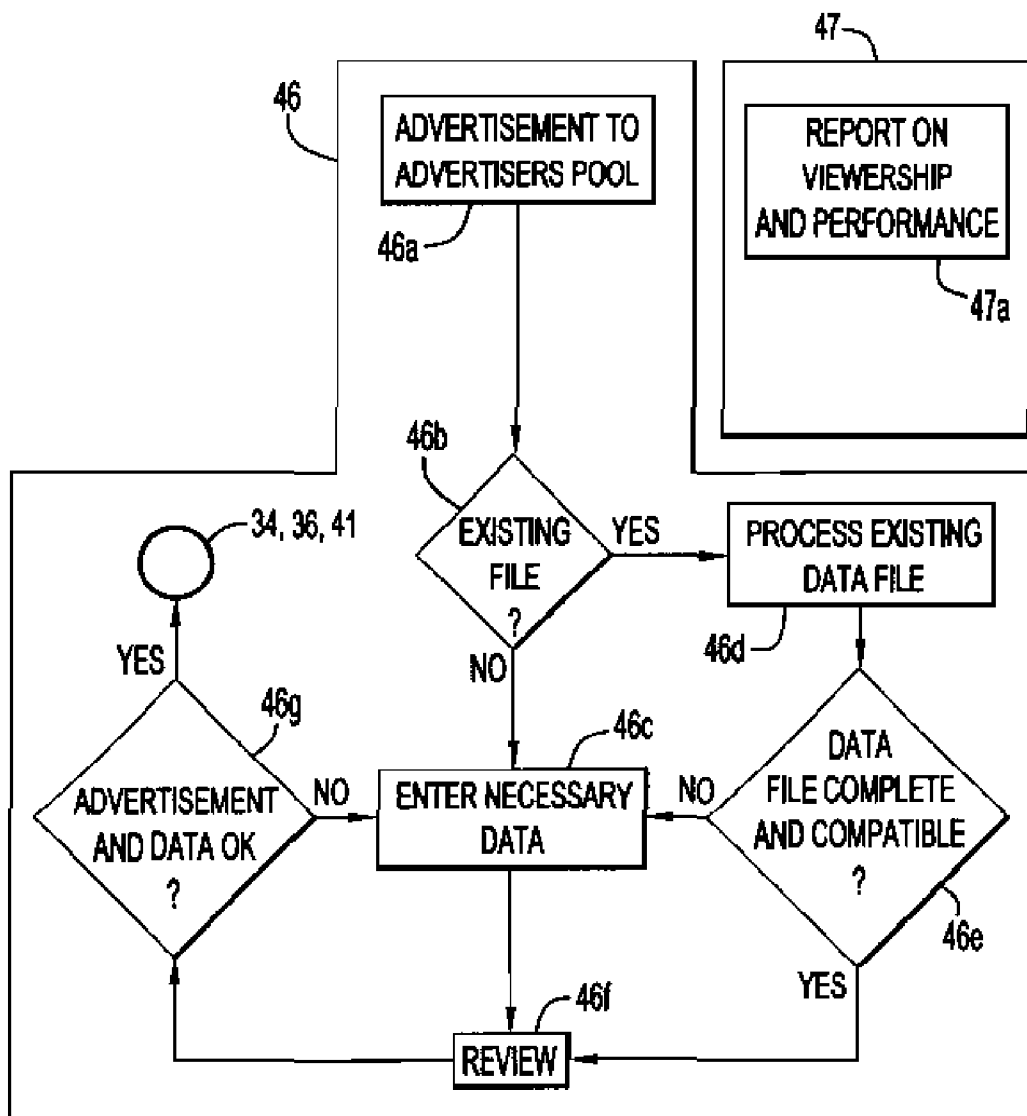 47
46
ADVERTISEMENT TO
ADVERTISERS POOL
46a
REPORT ON
VIEWERSHIP
AND PERFORMANCE
47a
46b
EXISTING
FILE
?
YES
NO
PROCESS EXISTING
DATA FILE
46d
34, 36, 41
YES
46g
ADVERTISEMENT
AND DATA OK
?
NO
46c
ENTER NECESSARY
DATA
NO
DATA
FILE COMPLETE
AND COMPATIBLE
?
46e
YES
46f
REVIEW